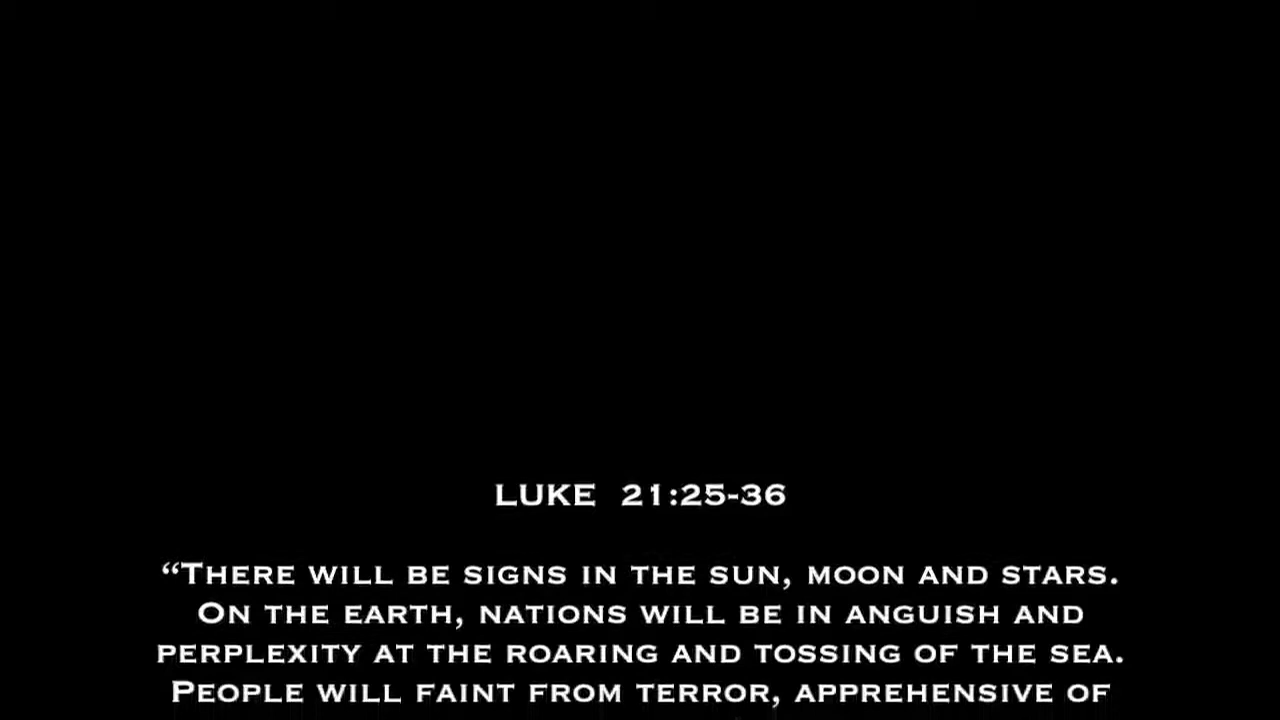 LUKE 21:25-36
“THERE WILL BE SIGNS IN THE SUN, MOON AND STARS.
ON THE EARTH, NATIONS WILL BE IN ANGUISH AND
PERPLEXITY AT THE ROARING AND TOSSING OF THE SEA.
PEOPLE WILL FAINT FROM TERROR, APPREHENSIVE OF